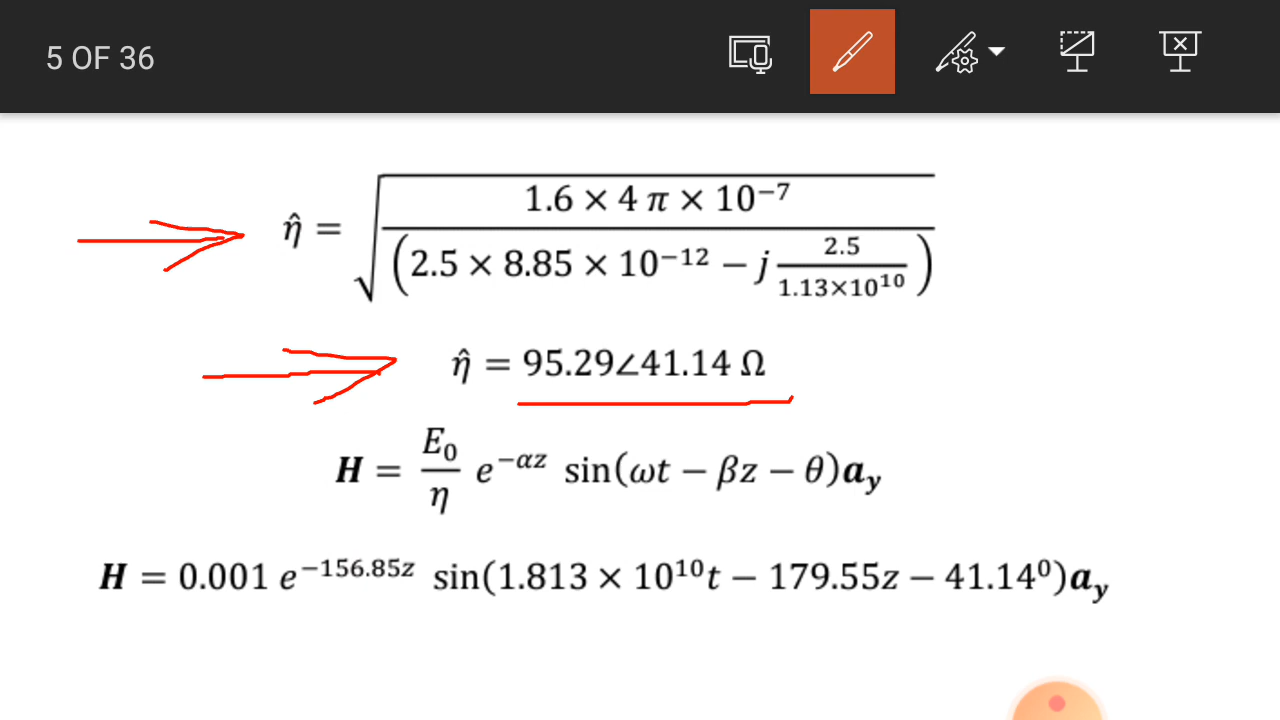 5 OF 36
η̂ = √(1.6 × 4 π × 10⁻⁷ / (2.5 × 8.85 × 10⁻¹² − j 2.5/1.13×10¹⁰))
η̂ = 95.29∠41.14 Ω
H = E₀/η e^(−αz) sin(ωt − βz − θ)a_y
H = 0.001 e^(−156.85z) sin(1.813 × 10¹⁰t − 179.55z − 41.14⁰)a_y